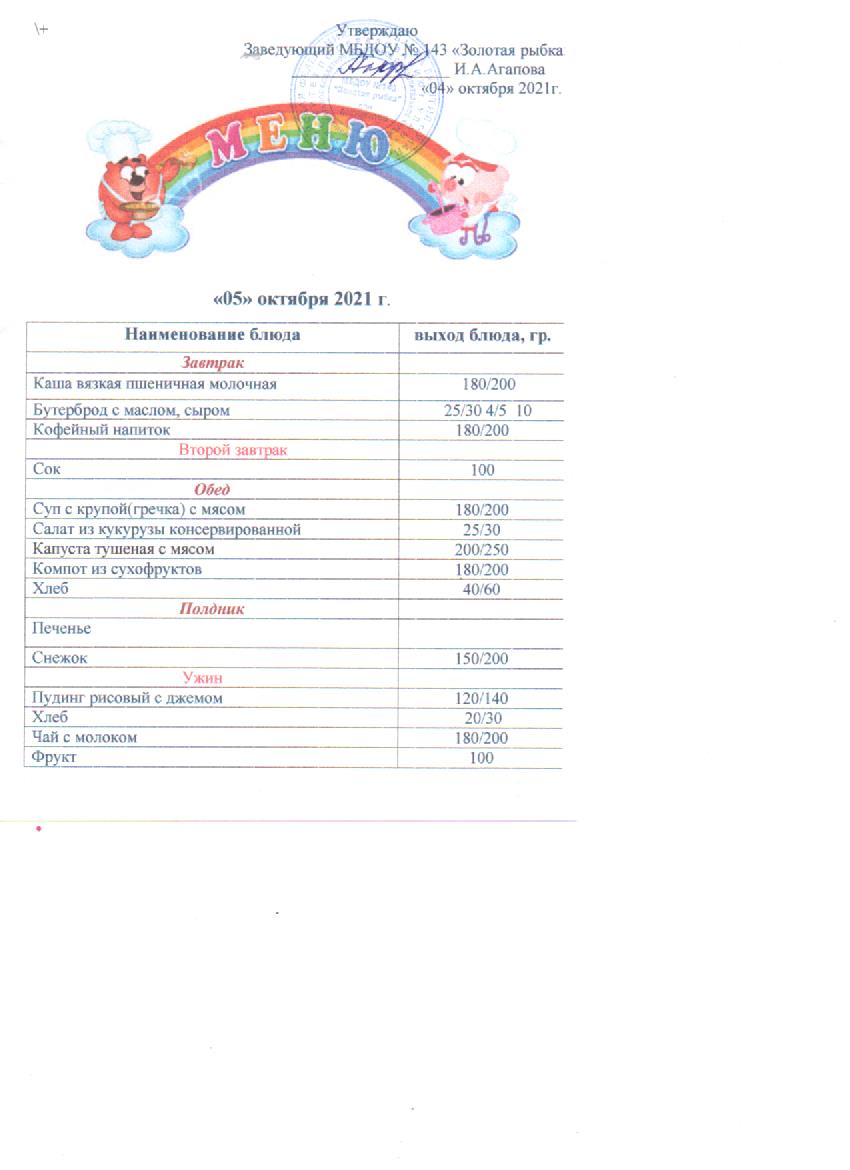 \+
Утверждаю
Заведующий МБДОУ № 143 «Золотая рыбка
И.А.Агапова
«04» октября 2021г.
МЕНЮ
«05» октября 2021 г.
Наименование блюда выход блюда, гр.
Завтрак
Каша вязкая пшеничная молочная 180/200
Бутерброд с маслом, сыром 25/30 4/5 10
Кофейный напиток 180/200
Второй завтрак
Сок 100
Обед
Суп с крупой(гречка) с мясом 180/200
Салат из кукурузы консервированной 25/30
Капуста тушеная с мясом 200/250
Компот из сухофруктов 180/200
Хлеб 40/60
Полдник
Печенье
Снежок 150/200
Ужин
Пудинг рисовый с джемом 120/140
Хлеб 20/30
Чай с молоком 180/200
Фрукт 100